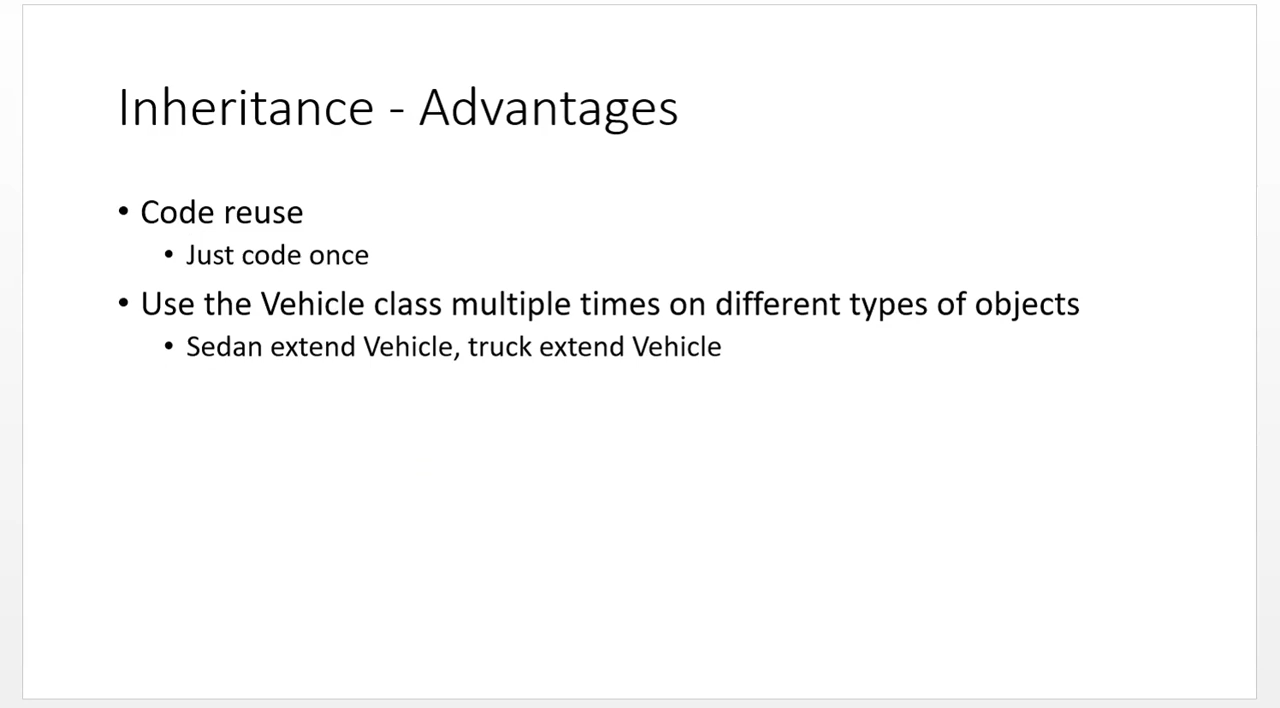 Inheritance - Advantages
• Code reuse
• Just code once
• Use the Vehicle class multiple times on different types of objects
• Sedan extend Vehicle, truck extend Vehicle